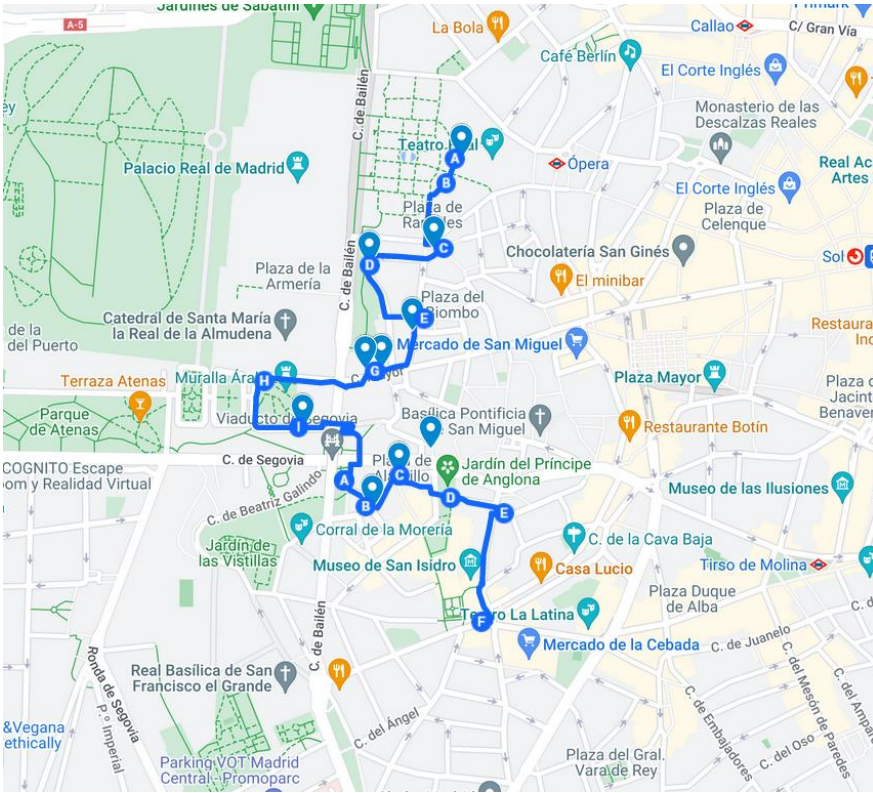 Jardines de Sabatini
A-5
La Bola
Callao
C/ Gran Vía
Café Berlín
El Corte Inglés
C. de Bailén
Monasterio de las
Descalzas Reales
Teatro
A
Ópera
Palacio Real de Madrid
B
El Corte Inglés
Real Ac
Artes
Plaza de
Plaza de
Celenque
C
Chocolatería San Ginés
Sol
D
Plaza de la
Armería
C. de Bailén
El minibar
Plaza del
Biombo
E
Catedral de Santa María
la Real de la Almudena
de la
del Puerto
Mercado de San Miguel
Restaura
G
Terraza Atenas
Muralla Ára
H
Plaza Mayor
Plaza d
Jacint
Benaven
Parque
de Atenas
Viaducto de Segovia
I
Basílica Pontificia
de San Miguel
Restaurante Botín
C. de Segovia
COGNITO Escape
om y Realidad Virtual
A
B
C
D
E
Jardín del Príncipe
de Anglona
Museo de las Ilusiones
C. de Beatriz Galindo
Corral de la Morería
Jardín de
las Vistillas
C. de la Cava Baja
Museo de San Isidro
Casa Lucio
Tirso de Molina
Plaza Duque
de Alba
F
La Latina
Mercado de la Cebada
C. de Juanelo
C. de Bailén
Ronda de Segovia
P.º Imperial
Real Basílica de San
Francisco el Grande
C. de Embajadores
C. del Mesón de Paredes
C. del Ampar
C. del Oso
&Vegana
ethically
C. del Ángel
Parking VOT Madrid
Central - Promoparc
Plaza del Gral.
Vara de Rey